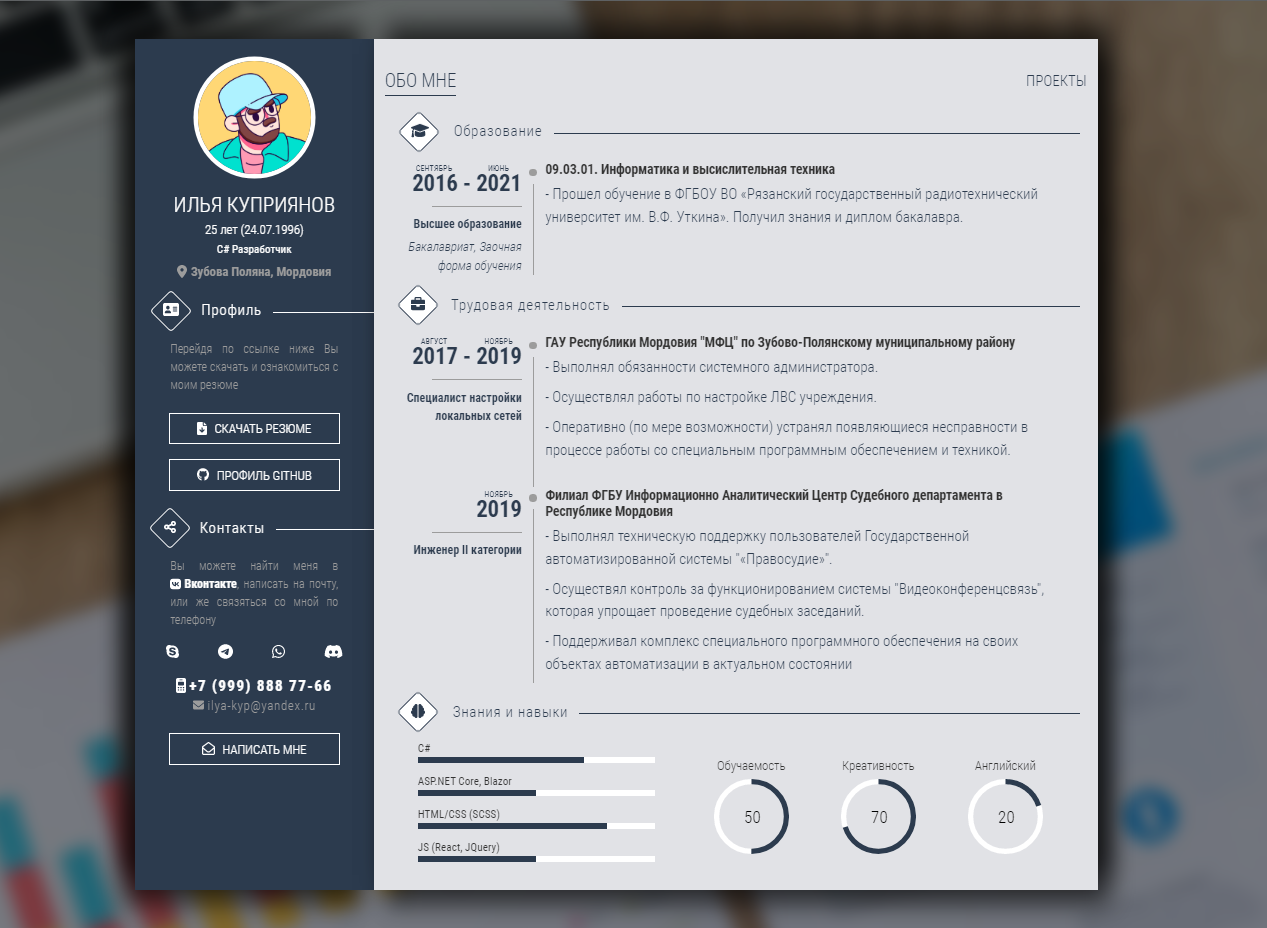 ИЛЬЯ КУПРИЯНОВ
25 лет (24.07.1996)
C# Разработчик
Зубова Поляна, Мордовия
Профиль
Перейдя по ссылке ниже Вы
можете скачать и ознакомиться с
моим резюме
СКАЧАТЬ РЕЗЮМЕ
ПРОФИЛЬ GITHUB
Контакты
Вы можете найти меня в
Вконтакте, написать на почту,
или же связяться со мной по
телефону
+7 (999) 888 77-66
ilya-kyp@yandex.ru
НАПИСАТЬ МНЕ
ОБО МНЕ
ПРОЕКТЫ
Образование
СЕНТЯБРЬ ИЮНЬ
2016 - 2021
Высшее образование
Бакалавриат, Заочная
форма обучения
09.03.01. Информатика и высислительная техника
- Прошел обучение в ФГБОУ ВО «Рязанский государственный радиотехнический
университет им. В.Ф. Уткина». Получил знания и диплом бакалавра.
Трудовая деятельность
АВГУСТ НОЯБРЬ
2017 - 2019
Специалист настройки
локальных сетей
ГАУ Республики Мордовия "МФЦ" по Зубово-Полянскому муниципальному району
- Выполнял обязанности системного администратора.
- Осуществлял работы по настройке ЛВС учреждения.
- Оперативно (по мере возможности) устранял появляющиеся несправности в
процессе работы со специальным программным обеспечением и техникой.
НОЯБРЬ
2019
Инженер II категории
Филиал ФГБУ Информационно Аналитический Центр Судебного департамента в
Республике Мордовия
- Выполнял техническую поддержку пользователей Государственной
автоматизированной системы "«Правосудие»".
- Осуществял контроль за функционированием системы "Видеоконференцсвязь",
которая упрощает проведение судебных заседаний.
- Поддерживал комплекс специального программного обеспечения на своих
объектах автоматизации в актуальном состоянии
Знания и навыки
C#
ASP.NET Core, Blazor
HTML/CSS (SCSS)
JS (React, JQuery)
Обучаемость
50
Креативность
70
Английский
20